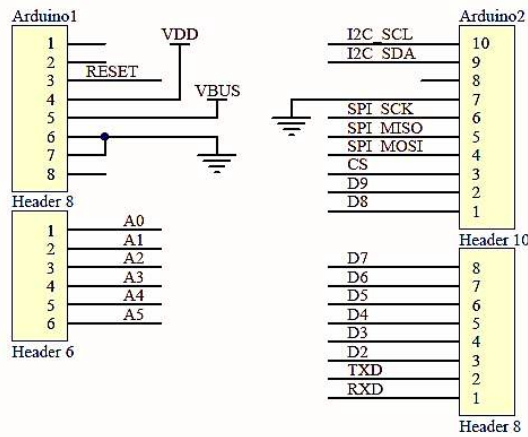 Arduino1
1
2
3 RESET
4 VDD
5 VBUS
6
7
8
Header 8
1 A0
2 A1
3 A2
4 A3
5 A4
6 A5
Header 6
Arduino2
I2C_SCL 10
I2C_SDA 9
8
7
SPI_SCK 6
SPI_MISO 5
SPI_MOSI 4
CS 3
D9 2
D8 1
Header 10
D7 8
D6 7
D5 6
D4 5
D3 4
D2 3
TXD 2
RXD 1
Header 8